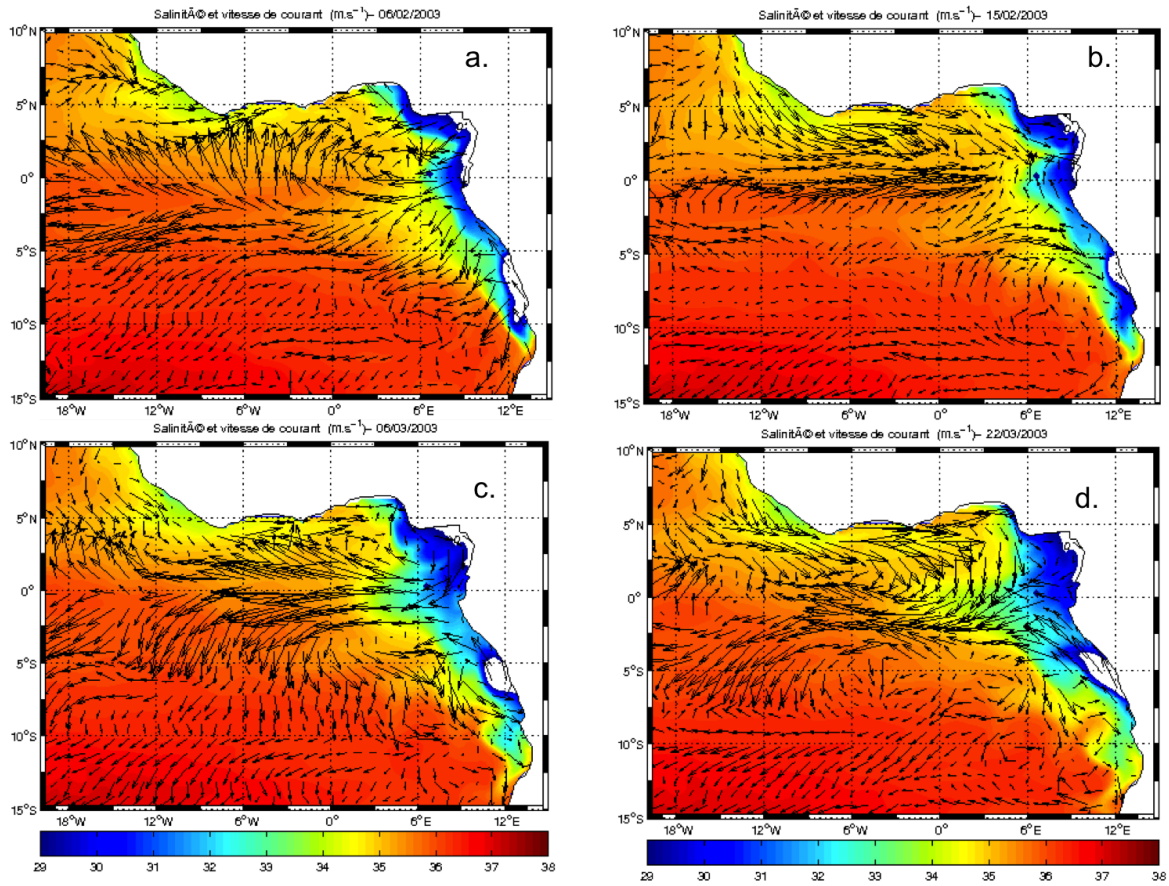 SalinitÃ© et vitesse de courant (m.s⁻¹)– 06/02/2003
a.
10°N
5°N
0°
5°S
10°S
15°S
18°W 12°W 6°W 0° 6°E 12°E
SalinitÃ© et vitesse de courant (m.s⁻¹)– 15/02/2003
b.
10°N
5°N
0°
5°S
10°S
15°S
18°W 12°W 6°W 0° 6°E 12°E
SalinitÃ© et vitesse de courant (m.s⁻¹)– 06/03/2003
c.
10°N
5°N
0°
5°S
10°S
15°S
18°W 12°W 6°W 0° 6°E 12°E
29 30 31 32 33 34 35 36 37 38
SalinitÃ© et vitesse de courant (m.s⁻¹)– 22/03/2003
d.
10°N
5°N
0°
5°S
10°S
15°S
18°W 12°W 6°W 0° 6°E 12°E
29 30 31 32 33 34 35 36 37 38